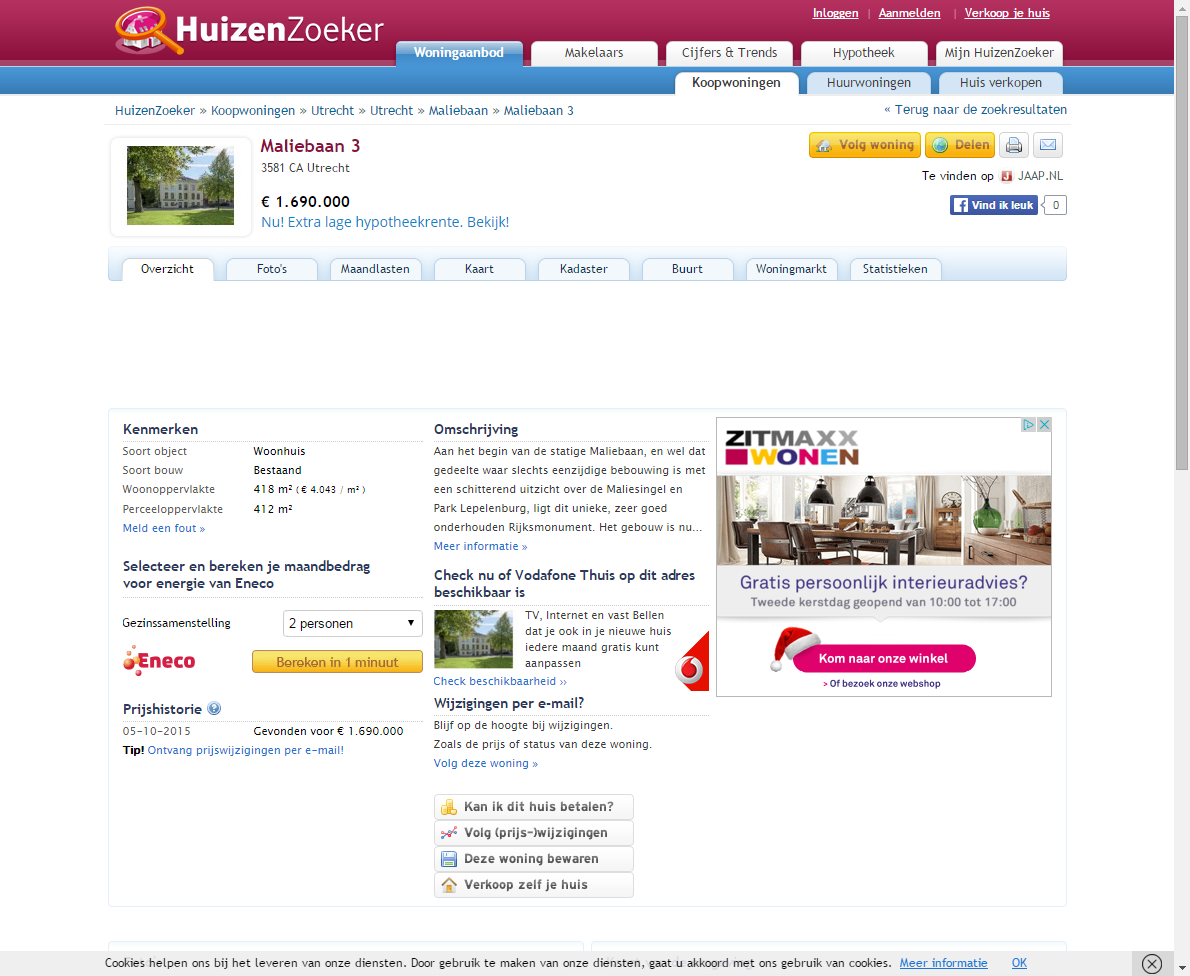 Inloggen | Aanmelden | Verkoop je huis
HuizenZoeker
Woningaanbod Makelaars Cijfers & Trends Hypotheek Mijn HuizenZoeker
Koopwoningen Huurwoningen Huis verkopen
HuizenZoeker » Koopwoningen » Utrecht » Utrecht » Maliebaan » Maliebaan 3
« Terug naar de zoekresultaten
Maliebaan 3
3581 CA Utrecht
€ 1.690.000
Nu! Extra lage hypotheekrente. Bekijk!
Volg woning Delen
Te vinden op JAAP.NL
Vind ik leuk 0
Overzicht Foto's Maandlasten Kaart Kadaster Buurt Woningmarkt Statistieken
Kenmerken
Soort object Woonhuis
Soort bouw Bestaand
Woonoppervlakte 418 m² ( € 4.043 / m² )
Perceeloppervlakte 412 m²
Meld een fout »
Selecteer en bereken je maandbedrag
voor energie van Eneco
Gezinssamenstelling 2 personen
Eneco Bereken in 1 minuut
Prijshistorie ?
05-10-2015 Gevonden voor € 1.690.000
Tip! Ontvang prijswijzigingen per e-mail!
Omschrijving
Aan het begin van de statige Maliebaan, en wel dat
gedeelte waar slechts eenzijdige bebouwing is met
een schitterend uitzicht over de Maliesingel en
Park Lepelenburg, ligt dit unieke, zeer goed
onderhouden Rijksmonument. Het gebouw is nu...
Meer informatie »
Check nu of Vodafone Thuis op dit adres
beschikbaar is
TV, Internet en vast Bellen
dat je ook in je nieuwe huis
iedere maand gratis kunt
aanpassen
Check beschikbaarheid ››
Wijzigingen per e-mail?
Blijf op de hoogte bij wijzigingen.
Zoals de prijs of status van deze woning.
Volg deze woning »
Kan ik dit huis betalen?
Volg (prijs-)wijzigingen
Deze woning bewaren
Verkoop zelf je huis
ZITMAXX
WONEN
Gratis persoonlijk interieuradvies?
Tweede kerstdag geopend van 10:00 tot 17:00
Kom naar onze winkel
> Of bezoek onze webshop
Cookies helpen ons bij het leveren van onze diensten. Door gebruik te maken van onze diensten, gaat u akkoord met ons gebruik van cookies. Meer informatie OK